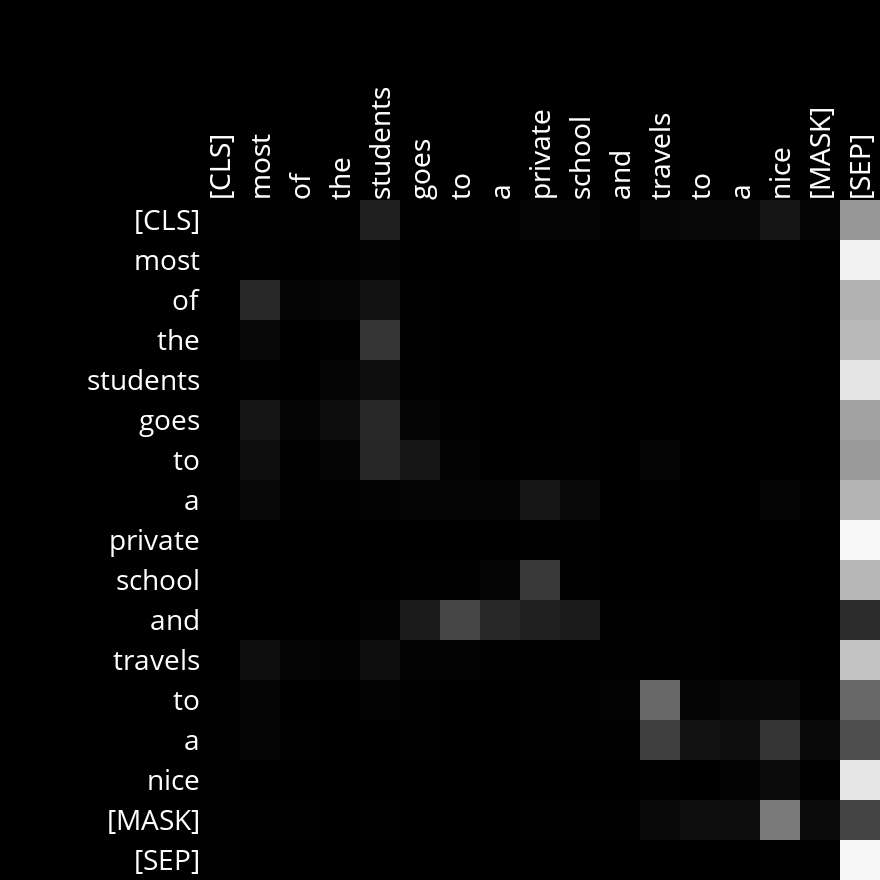 [CLS] most of the students goes to a private school and travels to a nice [MASK] [SEP]
[CLS]
most
of
the
students
goes
to
a
private
school
and
travels
to
a
nice
[MASK]
[SEP]